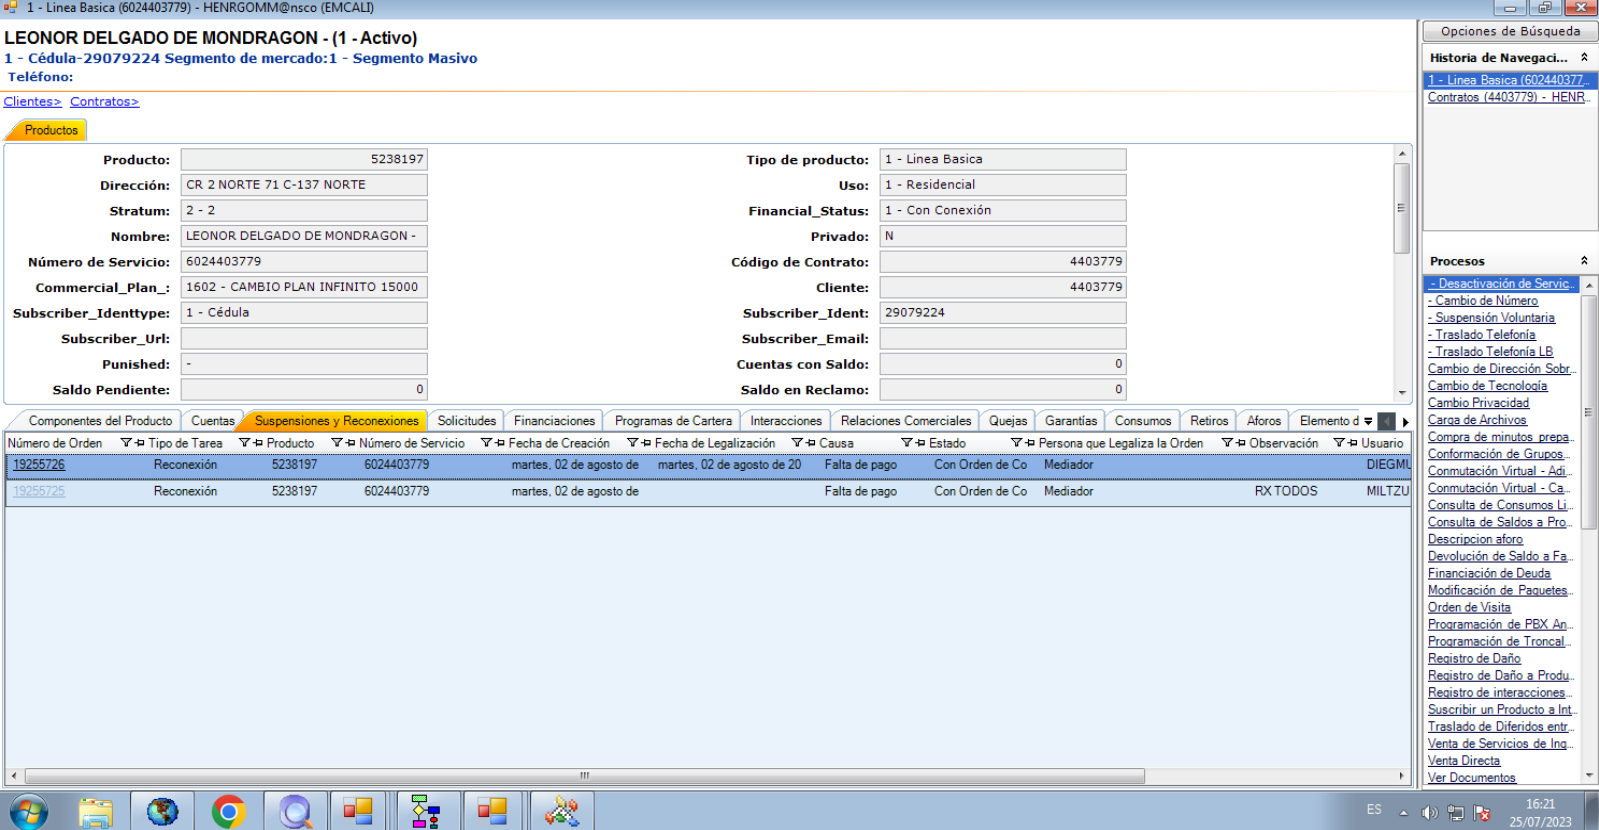 1 - Linea Basica (6024403779) - HENRGOMM@nsco (EMCALI)
LEONOR DELGADO DE MONDRAGON - (1 - Activo)
1 - Cédula-29079224 Segmento de mercado:1 - Segmento Masivo
Teléfono:
Clientes> Contratos>
Productos
Producto: 5238197 Tipo de producto: 1 - Linea Basica
Dirección: CR 2 NORTE 71 C-137 NORTE Uso: 1 - Residencial
Stratum: 2 - 2 Financial_Status: 1 - Con Conexión
Nombre: LEONOR DELGADO DE MONDRAGON - Privado: N
Número de Servicio: 6024403779 Código de Contrato: 4403779
Commercial_Plan_: 1602 - CAMBIO PLAN INFINITO 15000 Cliente: 4403779
Subscriber_Identtype: 1 - Cédula Subscriber_Ident: 29079224
Subscriber_Url: Subscriber_Email:
Punished: - Cuentas con Saldo: 0
Saldo Pendiente: 0 Saldo en Reclamo: 0
Componentes del Producto Cuentas Suspensiones y Reconexiones Solicitudes Financiaciones Programas de Cartera Interacciones Relaciones Comerciales Quejas Garantías Consumos Retiros Aforos Elemento d
Número de Orden Tipo de Tarea Producto Número de Servicio Fecha de Creación Fecha de Legalización Causa Estado Persona que Legaliza la Orden Observación Usuario
19255726 Reconexión 5238197 6024403779 martes, 02 de agosto de martes, 02 de agosto de 20 Falta de pago Con Orden de Co Mediador DIEGMU
19255725 Reconexión 5238197 6024403779 martes, 02 de agosto de Falta de pago Con Orden de Co Mediador RX TODOS MILTZU
Opciones de Búsqueda
Historia de Navegaci...
1 - Linea Basica (602440377...
Contratos (4403779) - HENR...
Procesos
- Desactivación de Servic...
- Cambio de Número
- Suspensión Voluntaria
- Traslado Telefonía
- Traslado Telefonía LB
Cambio de Dirección Sobr...
Cambio de Tecnología
Cambio Privacidad
Carga de Archivos
Compra de minutos prepa...
Conformación de Grupos...
Conmutación Virtual - Adi...
Conmutación Virtual - Ca...
Consulta de Consumos Li...
Consulta de Saldos a Pro...
Descripcion aforo
Devolución de Saldo a Fa...
Financiación de Deuda
Modificación de Paquetes...
Orden de Visita
Programación de PBX An...
Programación de Troncal...
Registro de Daño
Registro de Daño a Produ...
Registro de interacciones...
Suscribir un Producto a Int...
Traslado de Diferidos entr...
Venta de Servicios de Ing...
Venta Directa
Ver Documentos
ES 16:21
25/07/2023